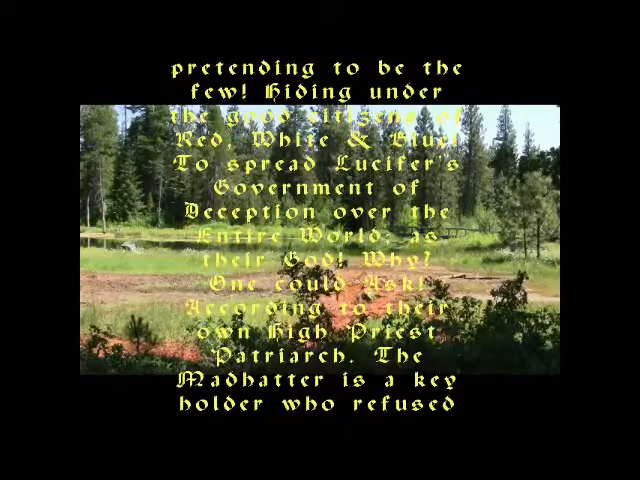 pretending to be the
few! Hiding under
the good citizens of
Red, White & Blue!
To spread Lucifer's
Government of
Deception over the
Entire World, as
their God! Why?
One could Ask!
According to their
own High Priest
Patriarch. The
Madhatter is a key
holder who refused